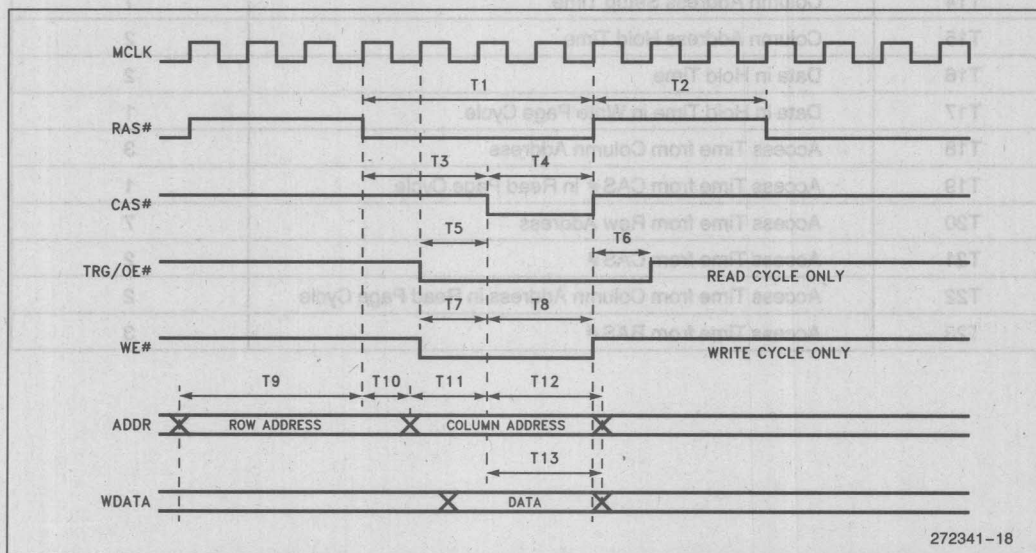 MCLK
T1 T2
RAS#
T3 T4
CAS#
T5 T6
TRG/OE# READ CYCLE ONLY
T7 T8
WE# WRITE CYCLE ONLY
T9 T10 T11 T12
ADDR ROW ADDRESS COLUMN ADDRESS
T13
WDATA DATA
272341-18